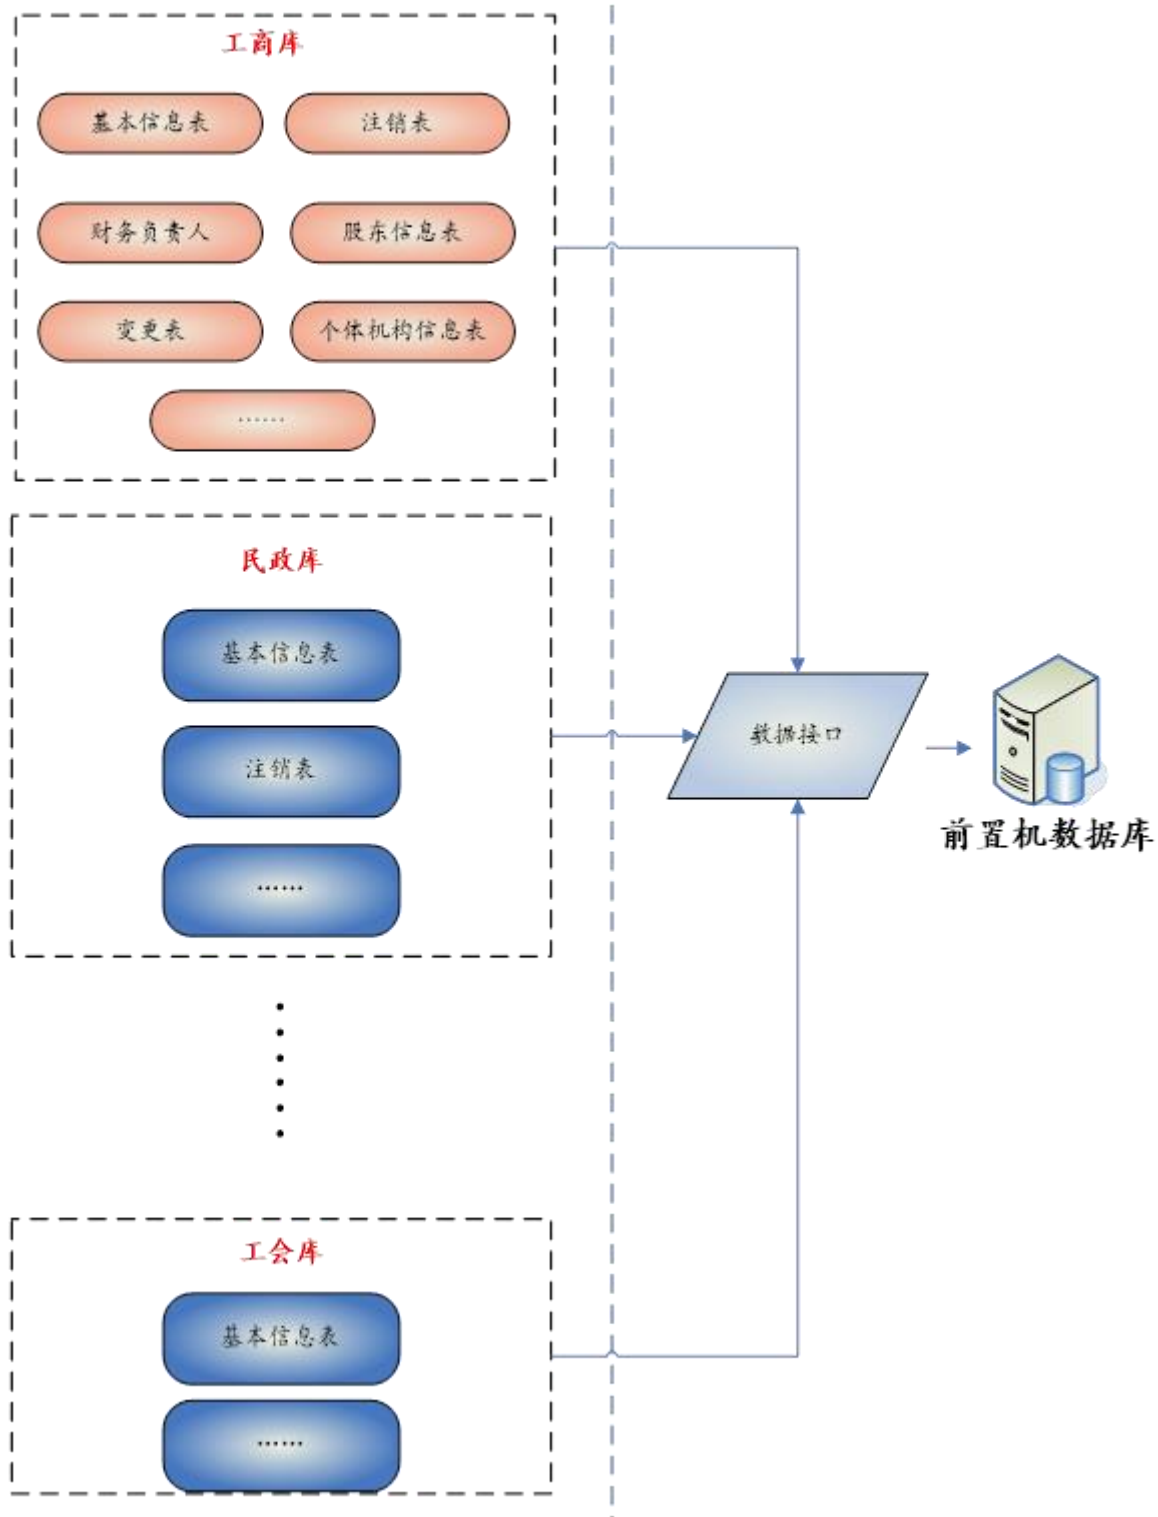 工商库
基本信息表
注销表
财务负责人
股东信息表
变更表
个体机构信息表
……
民政库
基本信息表
注销表
……
数据接口
前置机数据库
工会库
基本信息表
……